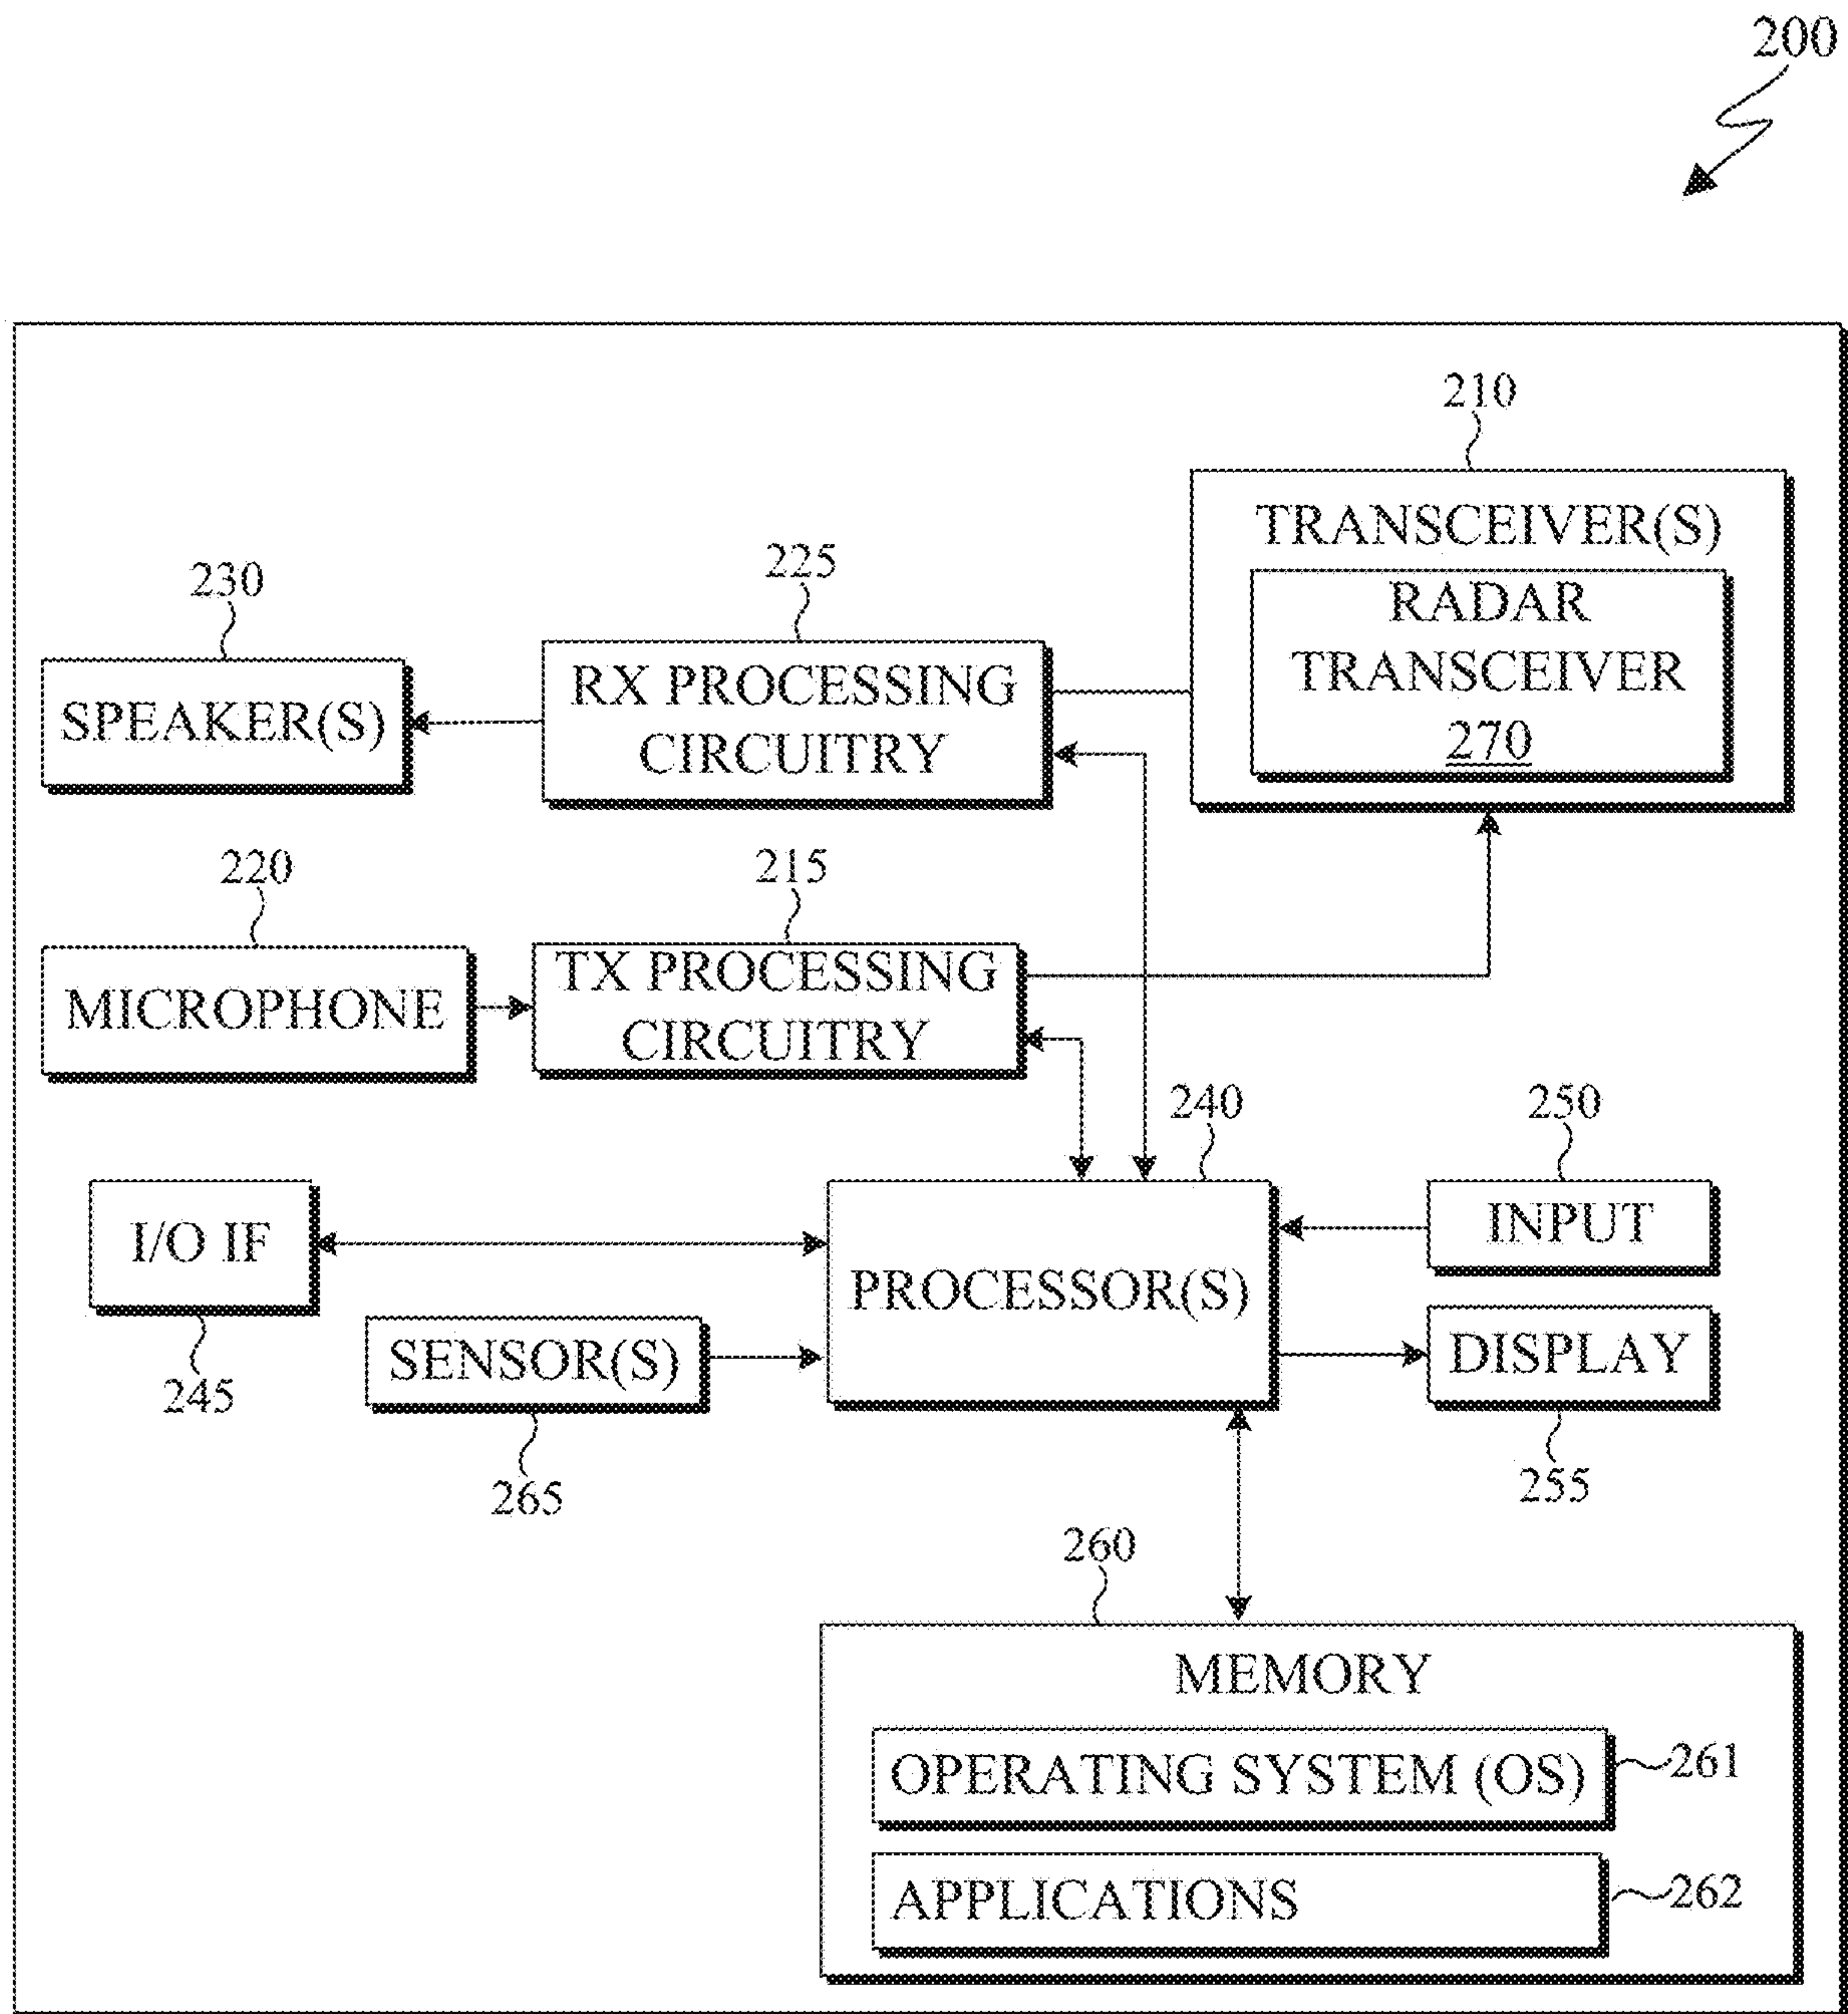 200
210
TRANSCEIVER(S)
RADAR
TRANSCEIVER
270
225
RX PROCESSING
CIRCUITRY
230
SPEAKER(S)
220
MICROPHONE
215
TX PROCESSING
CIRCUITRY
240
PROCESSOR(S)
250
INPUT
I/O IF
245
SENSOR(S)
265
DISPLAY
255
260
MEMORY
OPERATING SYSTEM (OS)
261
APPLICATIONS
262